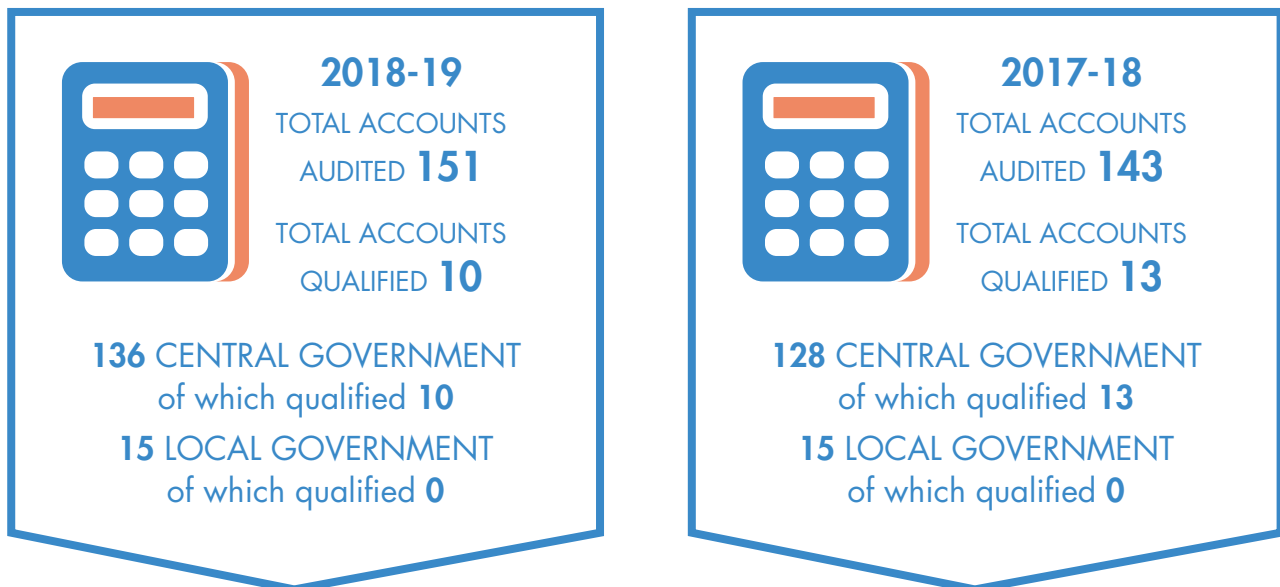 2018-19
TOTAL ACCOUNTS
AUDITED 151
TOTAL ACCOUNTS
QUALIFIED 10
136 CENTRAL GOVERNMENT
of which qualified 10
15 LOCAL GOVERNMENT
of which qualified 0
2017-18
TOTAL ACCOUNTS
AUDITED 143
TOTAL ACCOUNTS
QUALIFIED 13
128 CENTRAL GOVERNMENT
of which qualified 13
15 LOCAL GOVERNMENT
of which qualified 0